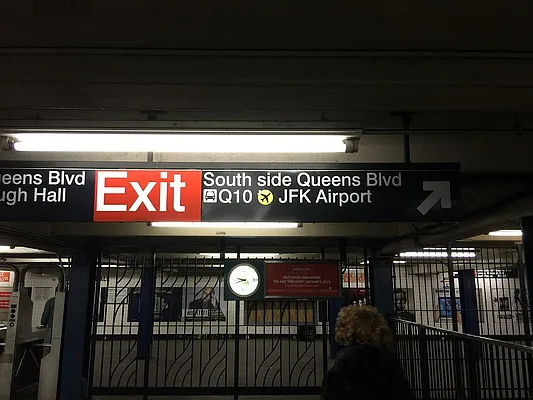 eens Blvd
ugh Hall
Exit
South side Queens Blvd
Q10 JFK Airport